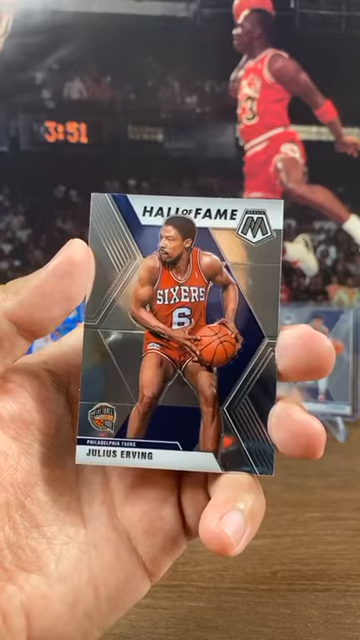 3:51
HALL OF FAME
M
SIXERS
6
PHILADELPHIA 76ERS
JULIUS ERVING